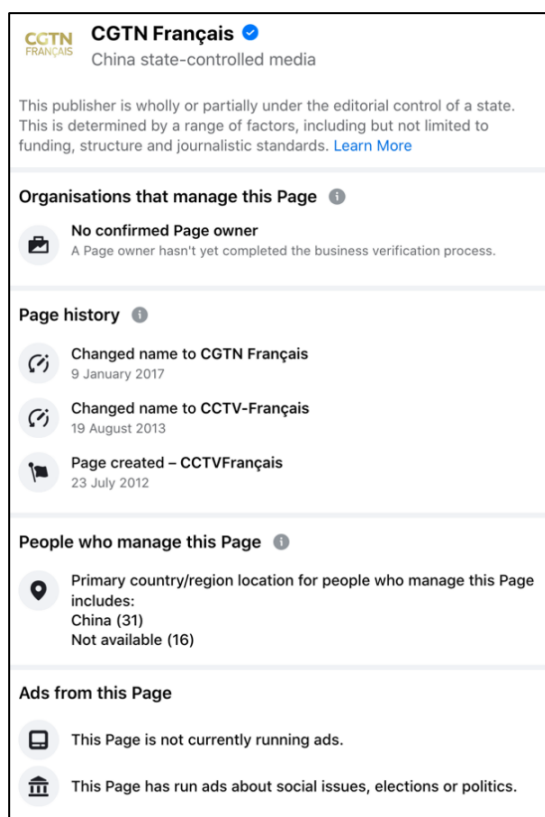 CGTN
FRANÇAIS
CGTN Français
China state-controlled media
This publisher is wholly or partially under the editorial control of a state.
This is determined by a range of factors, including but not limited to
funding, structure and journalistic standards. Learn More
Organisations that manage this Page
No confirmed Page owner
A Page owner hasn't yet completed the business verification process.
Page history
Changed name to CGTN Français
9 January 2017
Changed name to CCTV-Français
19 August 2013
Page created – CCTVFrançais
23 July 2012
People who manage this Page
Primary country/region location for people who manage this Page
includes:
China (31)
Not available (16)
Ads from this Page
This Page is not currently running ads.
This Page has run ads about social issues, elections or politics.